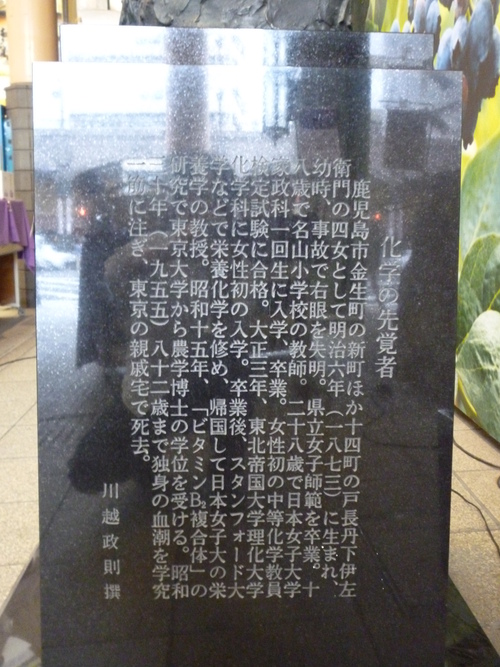 化学の先覚者
鹿児島市金生町の新町ほか十四町の戸長丹下伊左
衛門の四女として明治六年（一八七三）に生まれ、
幼時、事故で右眼を失明。県立女子師範を卒業。十
八歳で名山小学校の教師。二十八歳で日本女子大学
家政科一回生に入学、卒業。女性初の中等化学教員
検定試験に合格。大正三年、東北帝国大学理化大学
化学科に女性初の入学。卒業後、スタンフォード大
学などで栄養化学を修め、帰国して日本女子大の栄
養学の教授。昭和十五年、「ビタミンB₂複合体」の
研究で東京大学から農学博士の学位を受ける。昭和
三十年（一九五五）八十二歳まで独身の血潮を学究
一筋に注ぎ、東京の親戚宅で死去。
川越政則 撰